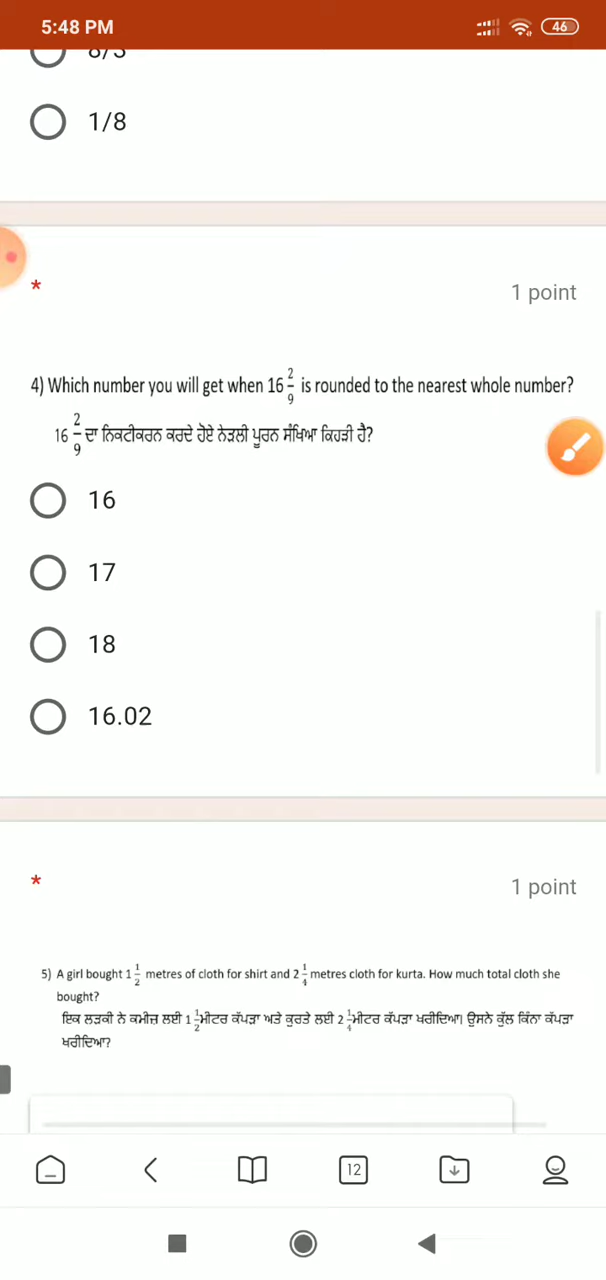 5:48 PM
46
8/5
1/8
*
1 point
4) Which number you will get when 16 2/9 is rounded to the nearest whole number?
16 2/9 ਦਾ ਨਿਕਟੀਕਰਨ ਕਰਦੇ ਹੋਏ ਨੇੜਲੀ ਪੂਰਨ ਸੰਖਿਆ ਕਿਹੜੀ ਹੈ?
16
17
18
16.02
*
1 point
5) A girl bought 1 1/2 metres of cloth for shirt and 2 1/4 metres cloth for kurta. How much total cloth she
bought?
ਇਕ ਲੜਕੀ ਨੇ ਕਮੀਜ਼ ਲਈ 1 1/2 ਮੀਟਰ ਕੱਪੜਾ ਅਤੇ ਕੁਰਤੇ ਲਈ 2 1/4 ਮੀਟਰ ਕੱਪੜਾ ਖਰੀਦਿਆ। ਉਸਨੇ ਕੁੱਲ ਕਿੰਨਾ ਕੱਪੜਾ
ਖਰੀਦਿਆ?
12